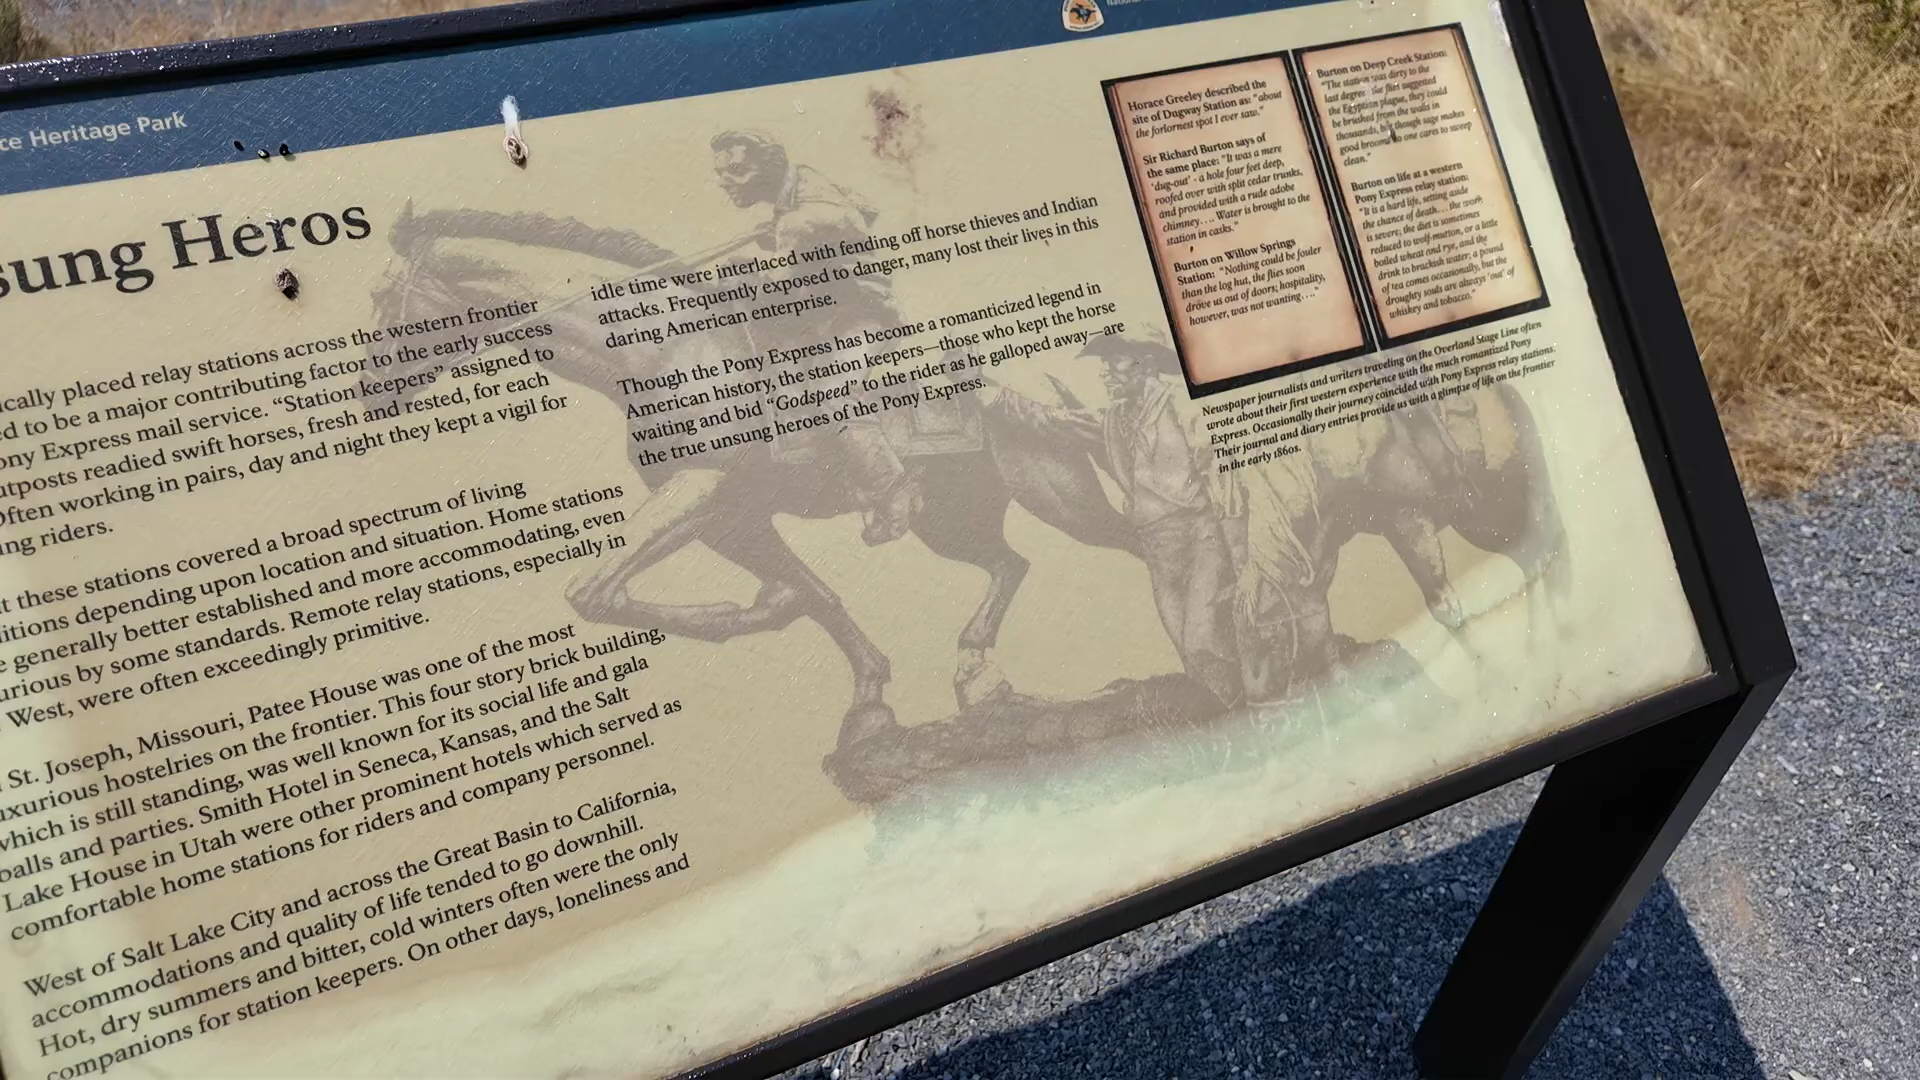 ce Heritage Park
National
sung Heros
ically placed relay stations across the western frontier
ed to be a major contributing factor to the early success
ony Express mail service. “Station keepers” assigned to
utposts readied swift horses, fresh and rested, for each
Often working in pairs, day and night they kept a vigil for
ing riders.
t these stations covered a broad spectrum of living
litions depending upon location and situation. Home stations
e generally better established and more accommodating, even
urious by some standards. Remote relay stations, especially in
West, were often exceedingly primitive.
St. Joseph, Missouri, Patee House was one of the most
uxurious hostelries on the frontier. This four story brick building,
which is still standing, was well known for its social life and gala
balls and parties. Smith Hotel in Seneca, Kansas, and the Salt
Lake House in Utah were other prominent hotels which served as
comfortable home stations for riders and company personnel.
West of Salt Lake City and across the Great Basin to California,
accommodations and quality of life tended to go downhill.
Hot, dry summers and bitter, cold winters often were the only
companions for station keepers. On other days, loneliness and
idle time were interlaced with fending off horse thieves and Indian
attacks. Frequently exposed to danger, many lost their lives in this
daring American enterprise.
Though the Pony Express has become a romanticized legend in
American history, the station keepers—those who kept the horse
waiting and bid “Godspeed” to the rider as he galloped away—are
the true unsung heroes of the Pony Express.
Horace Greeley described the
site of Dugway Station as: “about
the forlornest spot I ever saw.”
Sir Richard Burton says of
the same place: “It was a mere
‘dug-out’ - a hole four feet deep,
roofed over with split cedar trunks,
and provided with a rude adobe
chimney.... Water is brought to the
station in casks.”
Burton on Willow Springs
Station: “Nothing could be fouler
than the log hut, the flies soon
drove us out of doors; hospitality,
however, was not wanting....”
Burton on Deep Creek Station:
“The station was dirty to the
last degree: the flies suggested
the Egyptian plague, they could
be brushed from the walls in
thousands, but though sage makes
good brooms no one cares to sweep
clean.”
Burton on life at a western
Pony Express relay station:
“It is a hard life, setting aside
the chance of death.... the work
is severe; the diet is sometimes
reduced to wolf-mutton, or a little
boiled wheat and rye, and the
drink to brackish water; a pound
of tea comes occasionally, but the
droughty souls are always ‘out’ of
whiskey and tobacco.”
Newspaper journalists and writers traveling on the Overland Stage Line often
wrote about their first western experience with the much romantized Pony
Express. Occasionally their journey coincided with Pony Express relay stations.
Their journal and diary entries provide us with a glimpse of life on the frontier
in the early 1860s.